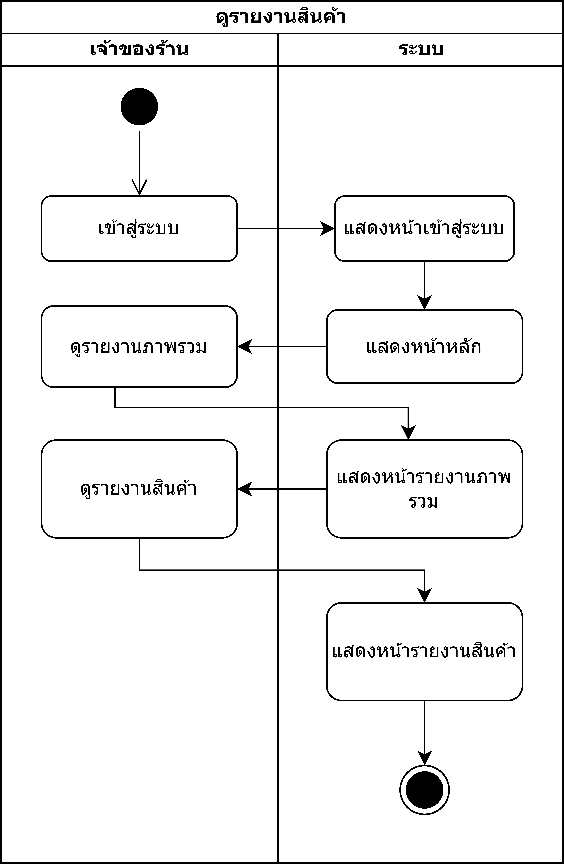 ดูรายงานสินค้า
เจ้าของร้าน
ระบบ
เข้าสู่ระบบ
แสดงหน้าเข้าสู่ระบบ
ดูรายงานภาพรวม
แสดงหน้าหลัก
ดูรายงานสินค้า
แสดงหน้ารายงานภาพ
รวม
แสดงหน้ารายงานสินค้า